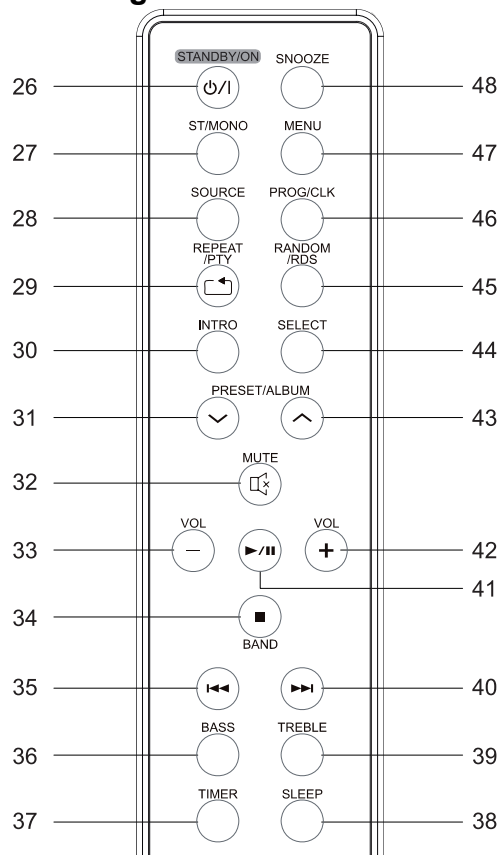 STANDBY/ON SNOOZE
26 48
ST/MONO MENU
27 47
SOURCE PROG/CLK
28 46
REPEAT RANDOM
/PTY /RDS
29 45
INTRO SELECT
30 44
PRESET/ALBUM
31 43
MUTE
32
VOL VOL
33 42
41
34
BAND
35 40
BASS TREBLE
36 39
TIMER SLEEP
37 38